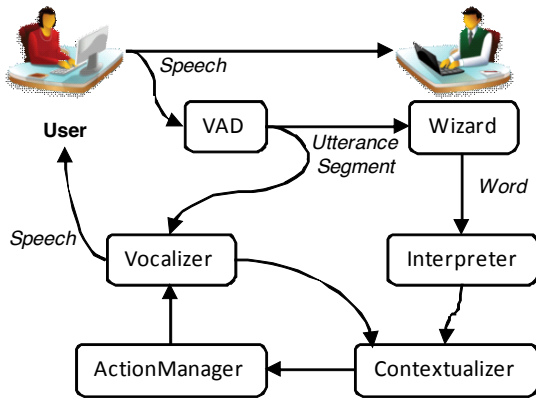 Speech
User
VAD
Utterance
Segment
Wizard
Word
Speech
Vocalizer
Interpreter
ActionManager
Contextualizer